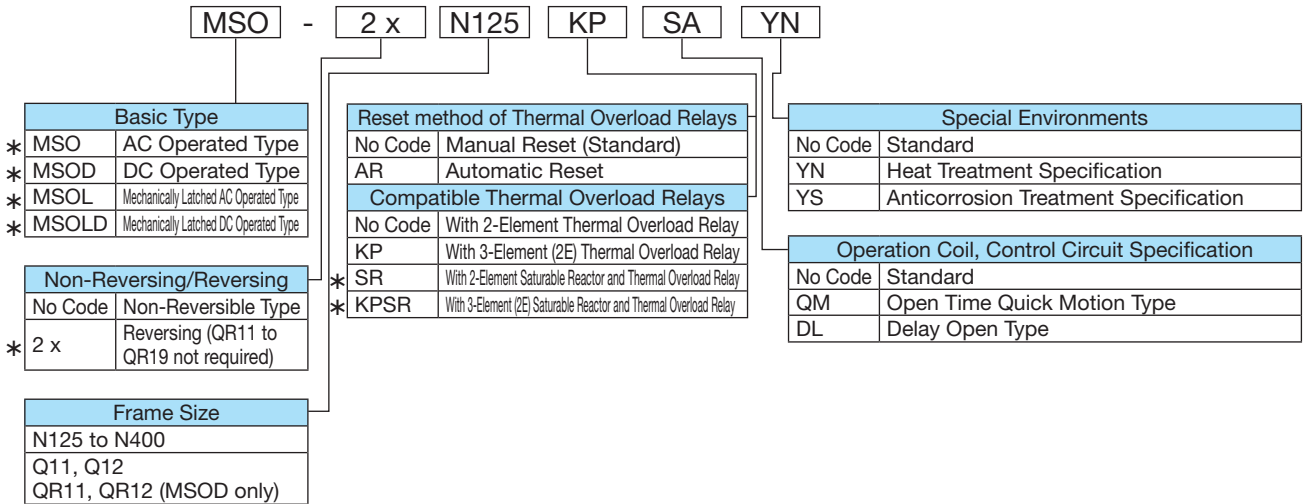 MSO - 2 x N125 KP SA YN
Basic Type
* MSO AC Operated Type
* MSOD DC Operated Type
* MSOL Mechanically Latched AC Operated Type
* MSOLD Mechanically Latched DC Operated Type
Non-Reversing/Reversing
No Code Non-Reversible Type
* 2 x Reversing (QR11 to
QR19 not required)
Frame Size
N125 to N400
Q11, Q12
QR11, QR12 (MSOD only)
Reset method of Thermal Overload Relays
No Code Manual Reset (Standard)
AR Automatic Reset
Compatible Thermal Overload Relays
No Code With 2-Element Thermal Overload Relay
KP With 3-Element (2E) Thermal Overload Relay
* SR With 2-Element Saturable Reactor and Thermal Overload Relay
* KPSR With 3-Element (2E) Saturable Reactor and Thermal Overload Relay
Special Environments
No Code Standard
YN Heat Treatment Specification
YS Anticorrosion Treatment Specification
Operation Coil, Control Circuit Specification
No Code Standard
QM Open Time Quick Motion Type
DL Delay Open Type